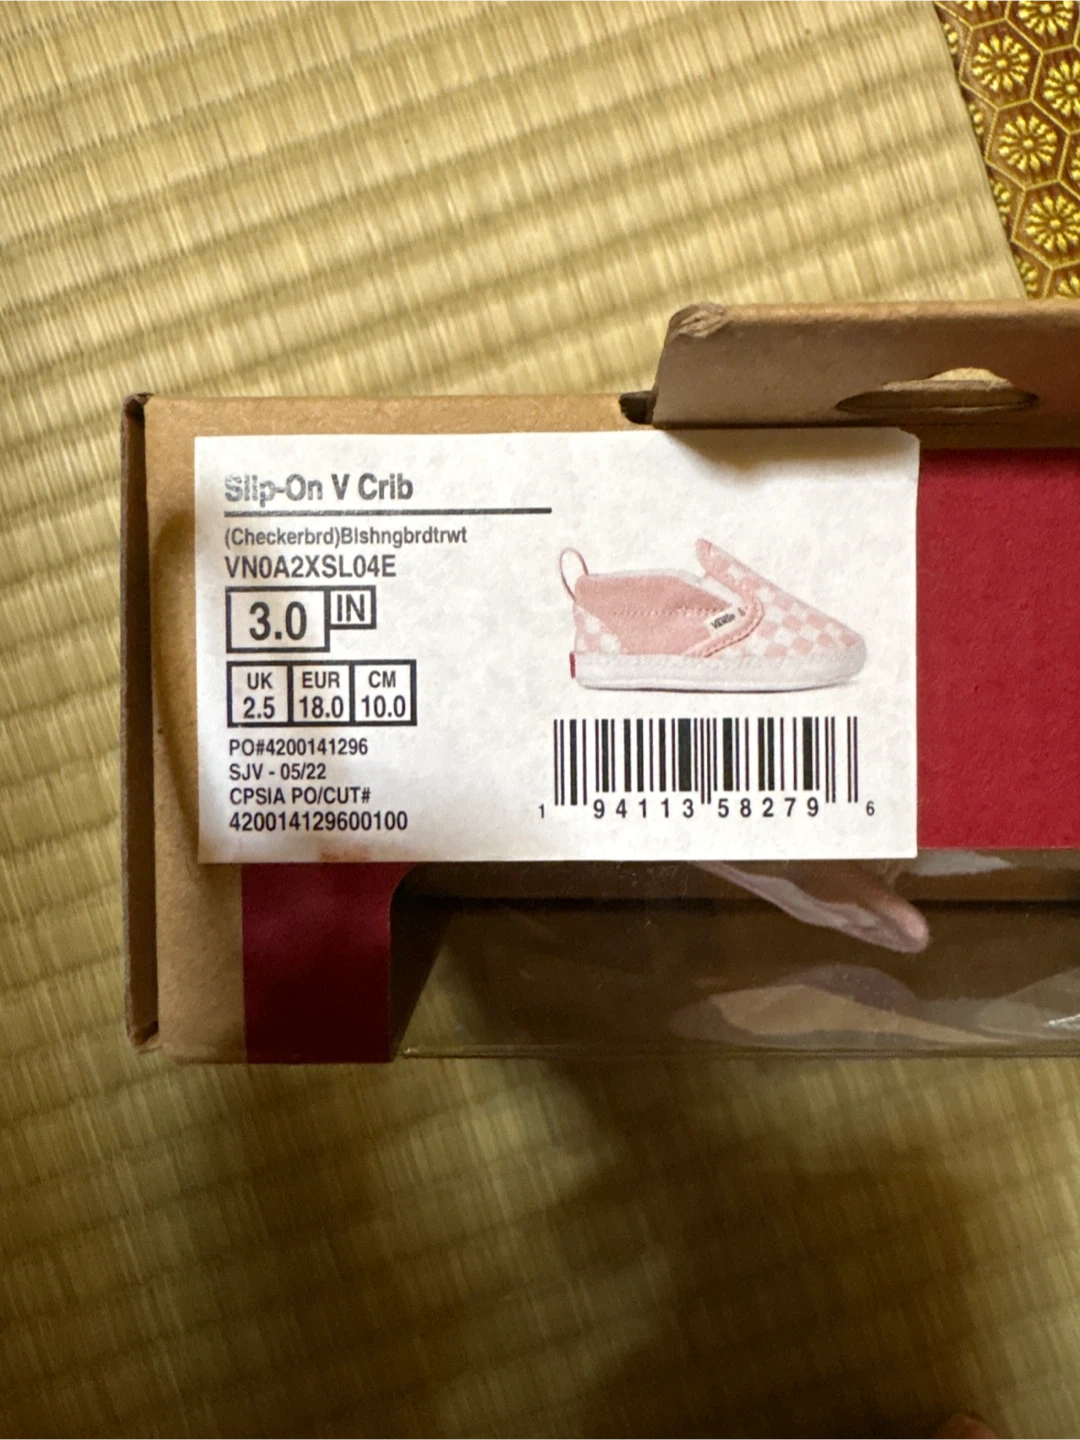 Slip-On V Crib
(Checkerbrd)Blshngbrdtrwt
VN0A2XSL04E
3.0 IN
UK EUR CM
2.5 18.0 10.0
PO#4200141296
SJV - 05/22
CPSIA PO/CUT#
420014129600100
VANS
1 94113 58279 6